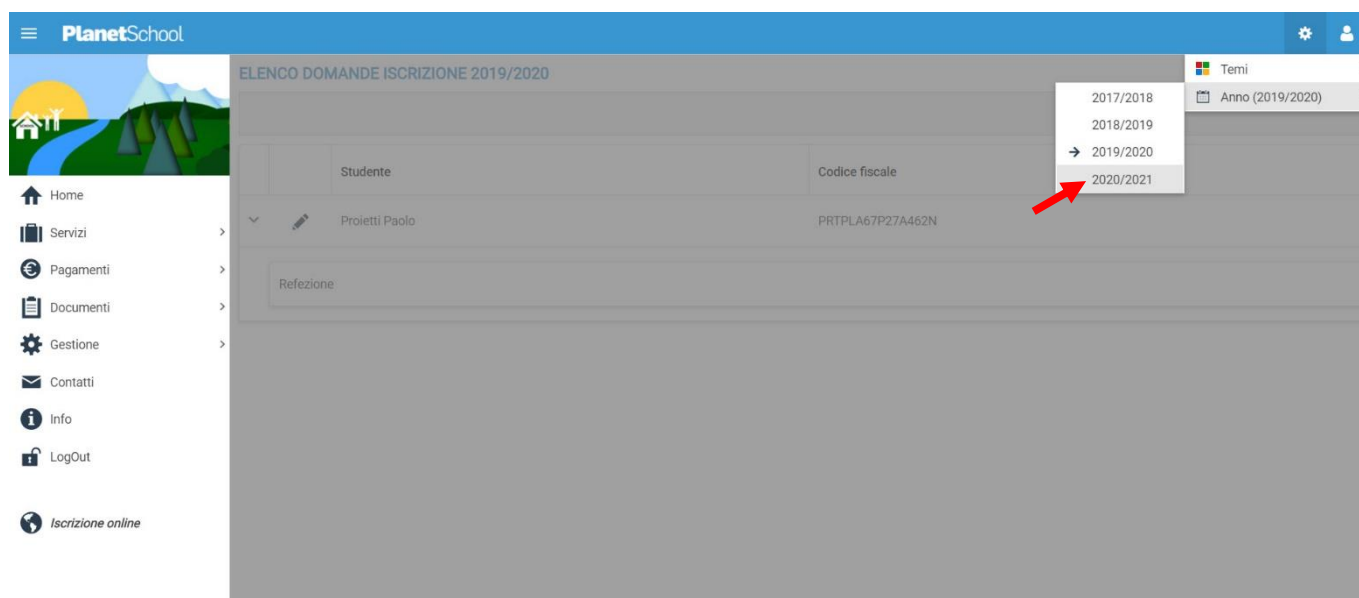 PlanetSchool
ELENCO DOMANDE ISCRIZIONE 2019/2020
Temi
Anno (2019/2020)
2017/2018
2018/2019
2019/2020
2020/2021
Studente
Codice fiscale
Proietti Paolo
PRTPLA67P27A462N
Refezione
Home
Servizi
Pagamenti
Documenti
Gestione
Contatti
Info
LogOut
Iscrizione online